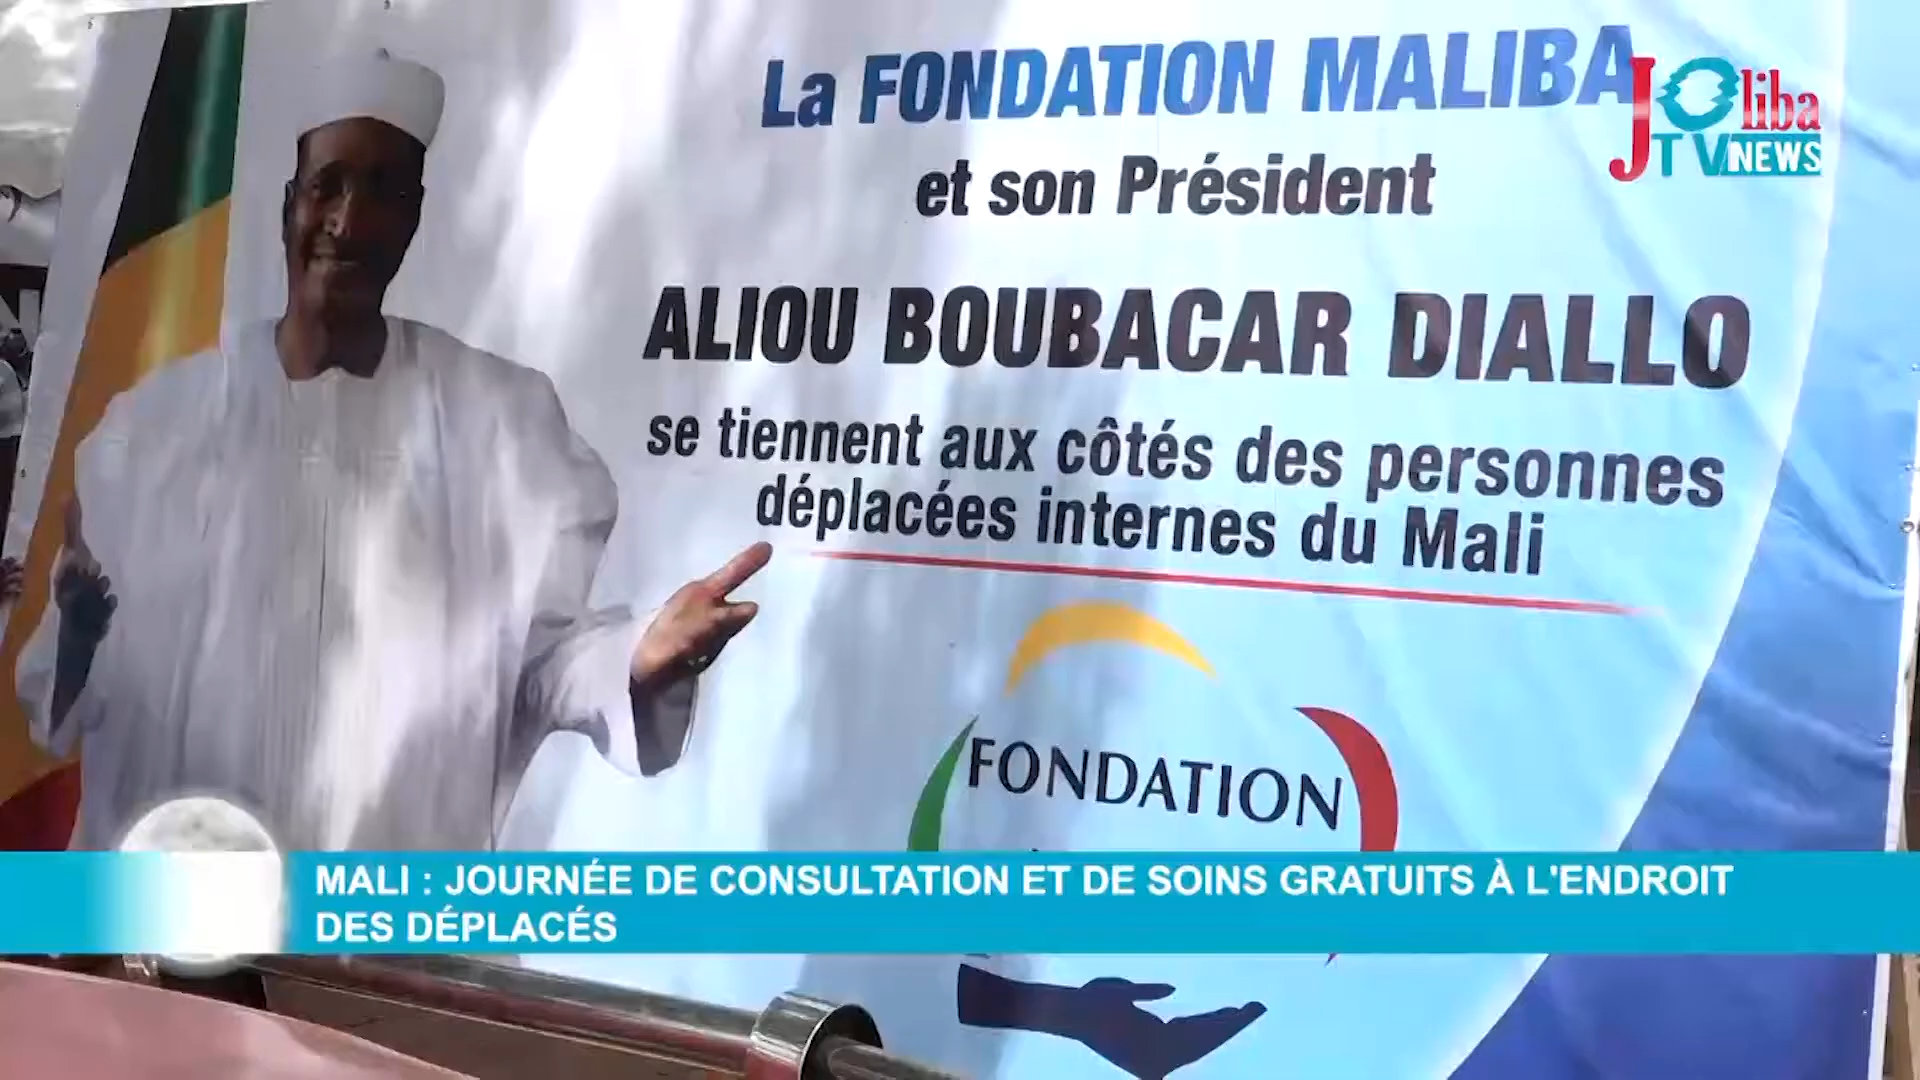 La FONDATION MALIBA
Joliba
TV NEWS
et son Président
ALIOU BOUBACAR DIALLO
se tiennent aux côtés des personnes
déplacées internes du Mali
FONDATION
MALI : JOURNÉE DE CONSULTATION ET DE SOINS GRATUITS À L'ENDROIT
DES DÉPLACÉS